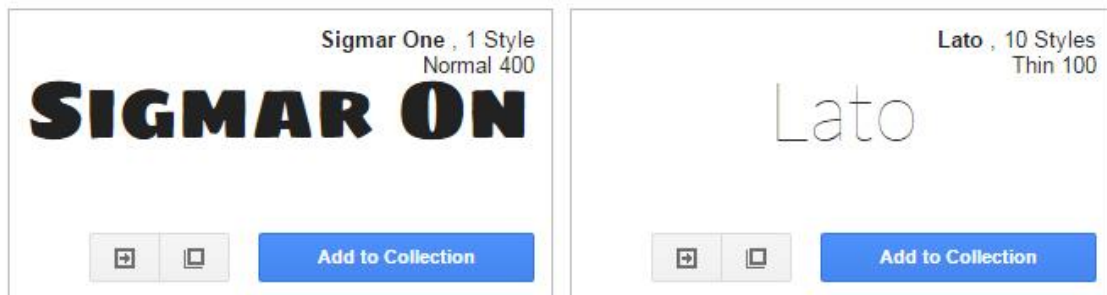 Sigmar One , 1 Style
Normal 400
SIGMAR ON
Add to Collection
Lato , 10 Styles
Thin 100
Lato
Add to Collection